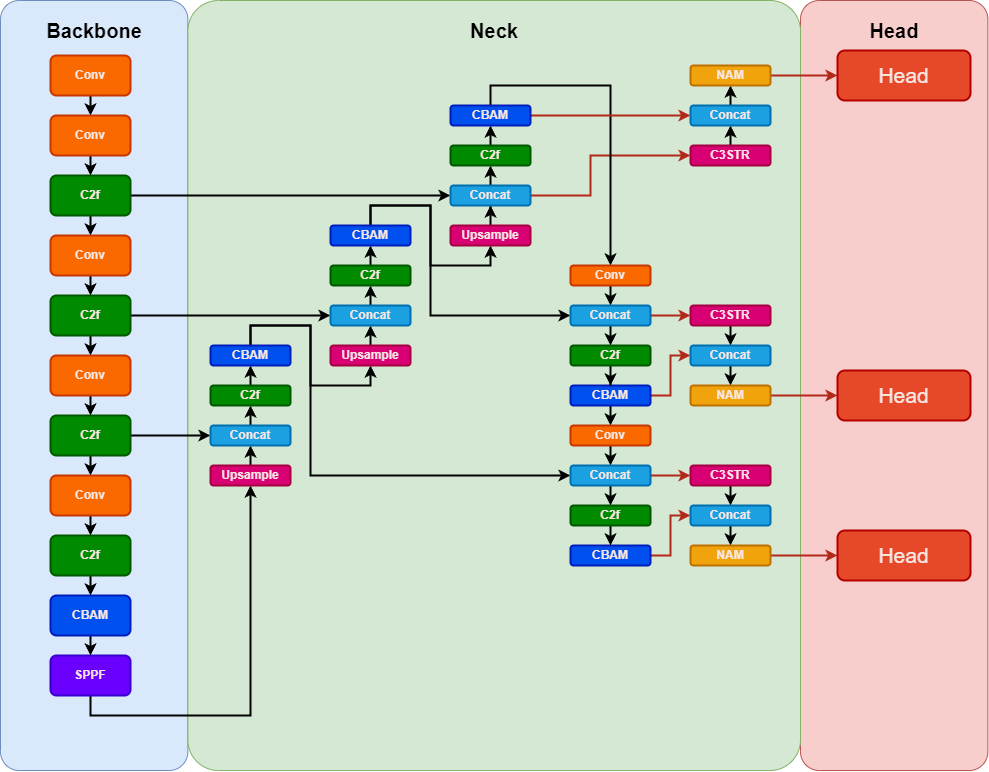 Backbone
Conv
Conv
C2f
Conv
C2f
Conv
C2f
Conv
C2f
CBAM
SPPF
Neck
CBAM
C2f
Concat
Upsample
CBAM
C2f
Concat
Upsample
CBAM
C2f
Concat
Upsample
Conv
Concat
C2f
CBAM
Conv
Concat
C2f
CBAM
NAM
Concat
C3STR
C3STR
Concat
NAM
C3STR
Concat
NAM
Head
Head
Head
Head